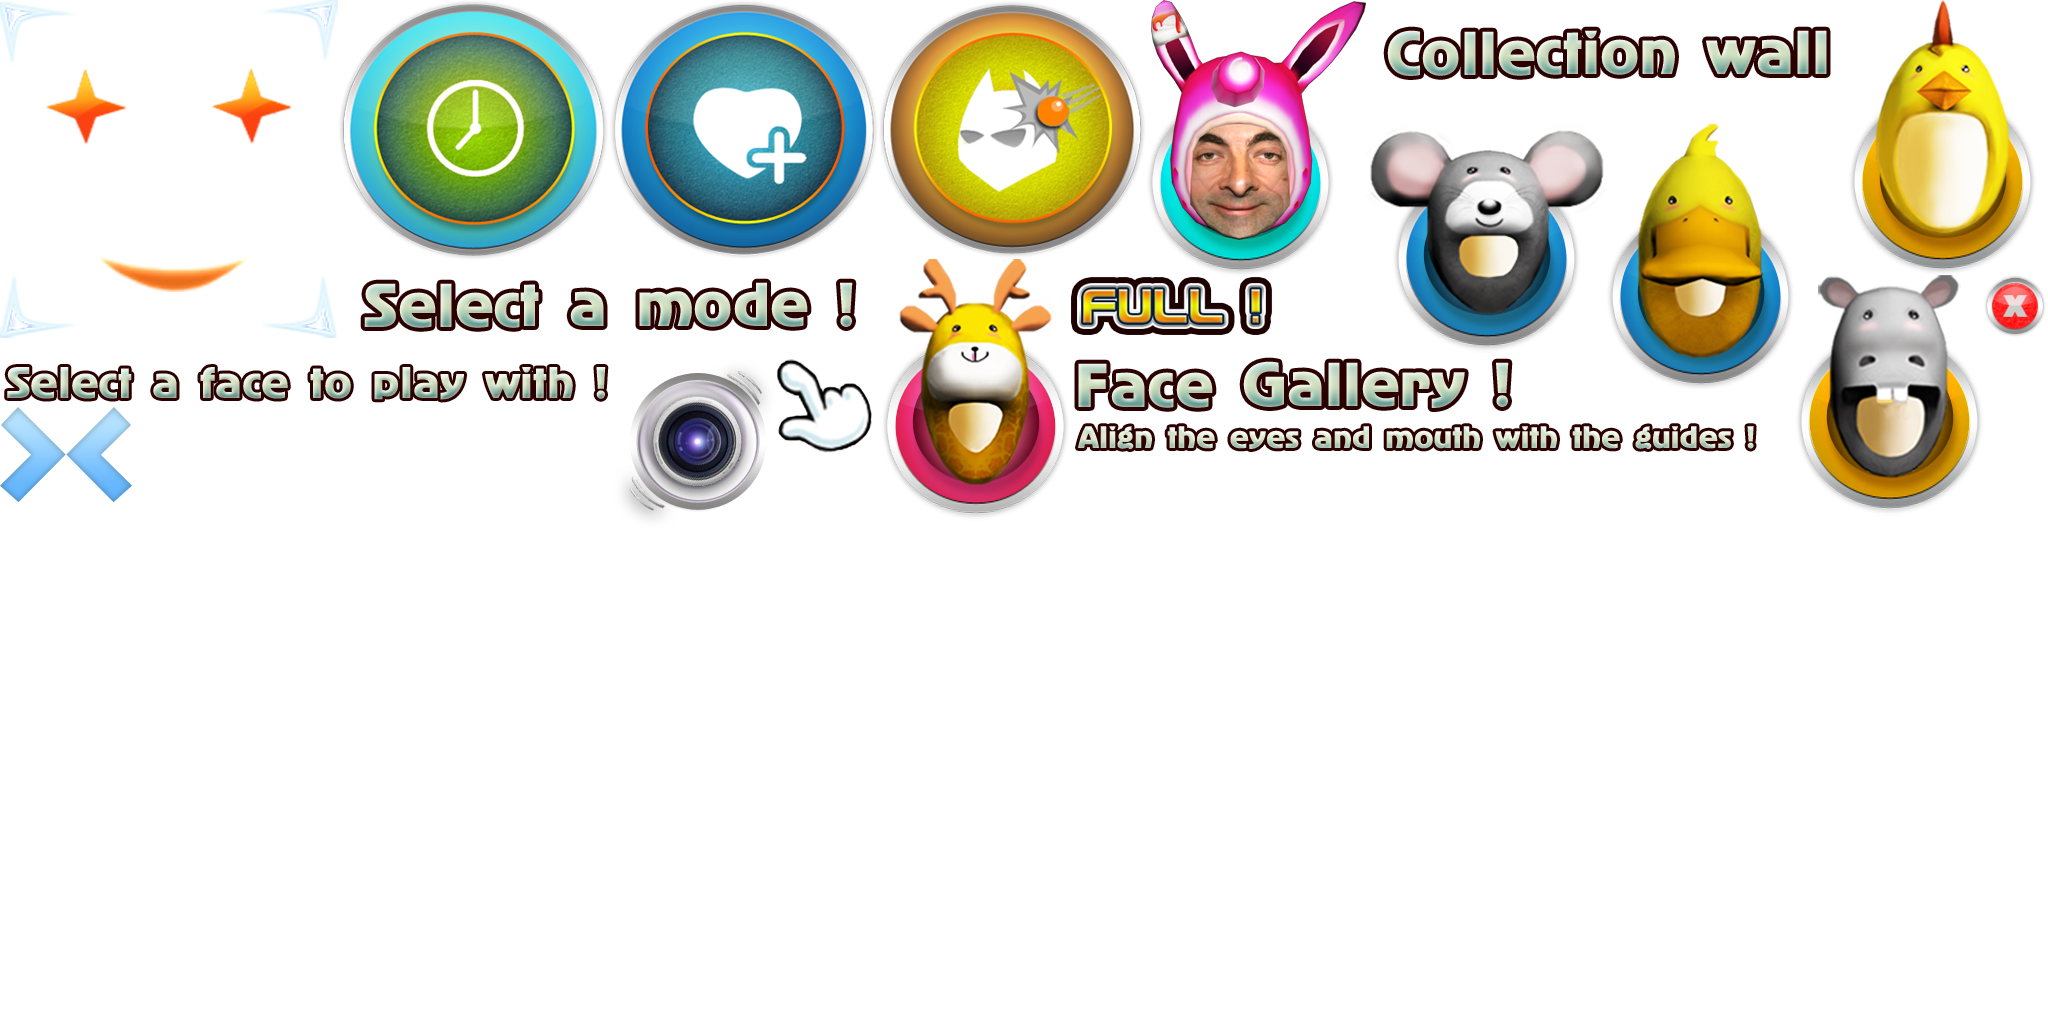 Collection wall
Select a mode !
FULL !
Select a face to play with !
Face Gallery !
Align the eyes and mouth with the guides !
X